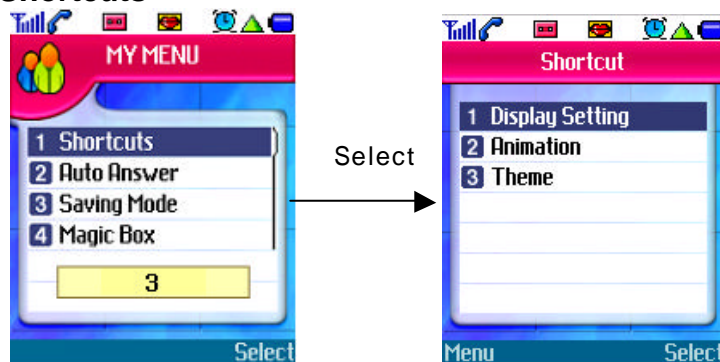 Shortcuts
MY MENU
1 Shortcuts
2 Auto Answer
3 Saving Mode
4 Magic Box
3
Select
Select
Shortcut
1 Display Setting
2 Animation
3 Theme
Menu Select